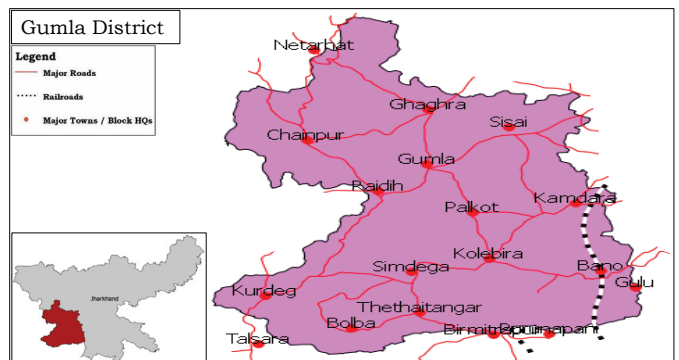 Gumla District
Legend
Major Roads
Railroads
Major Towns / Block HQs
Netarhat
Ghaghra
Sisai
Chainpur
Gumla
Raidih
Palkot
Kamdara
Kolebira
Simdega
Bano
Gulu
Kurdeg
Thethaitangar
Bolba
Talsara
Jharkhand